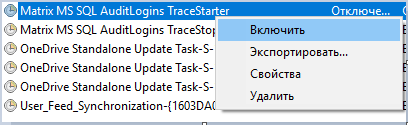 Matrix MS SQL AuditLogins TraceStarter Отключе...
Matrix MS SQL AuditLogins TraceStop
Включить
OneDrive Standalone Update Task-S-
Экспортировать...
OneDrive Standalone Update Task-S-
Свойства
OneDrive Standalone Update Task-S-
Удалить
User_Feed_Synchronization-{1603DA0